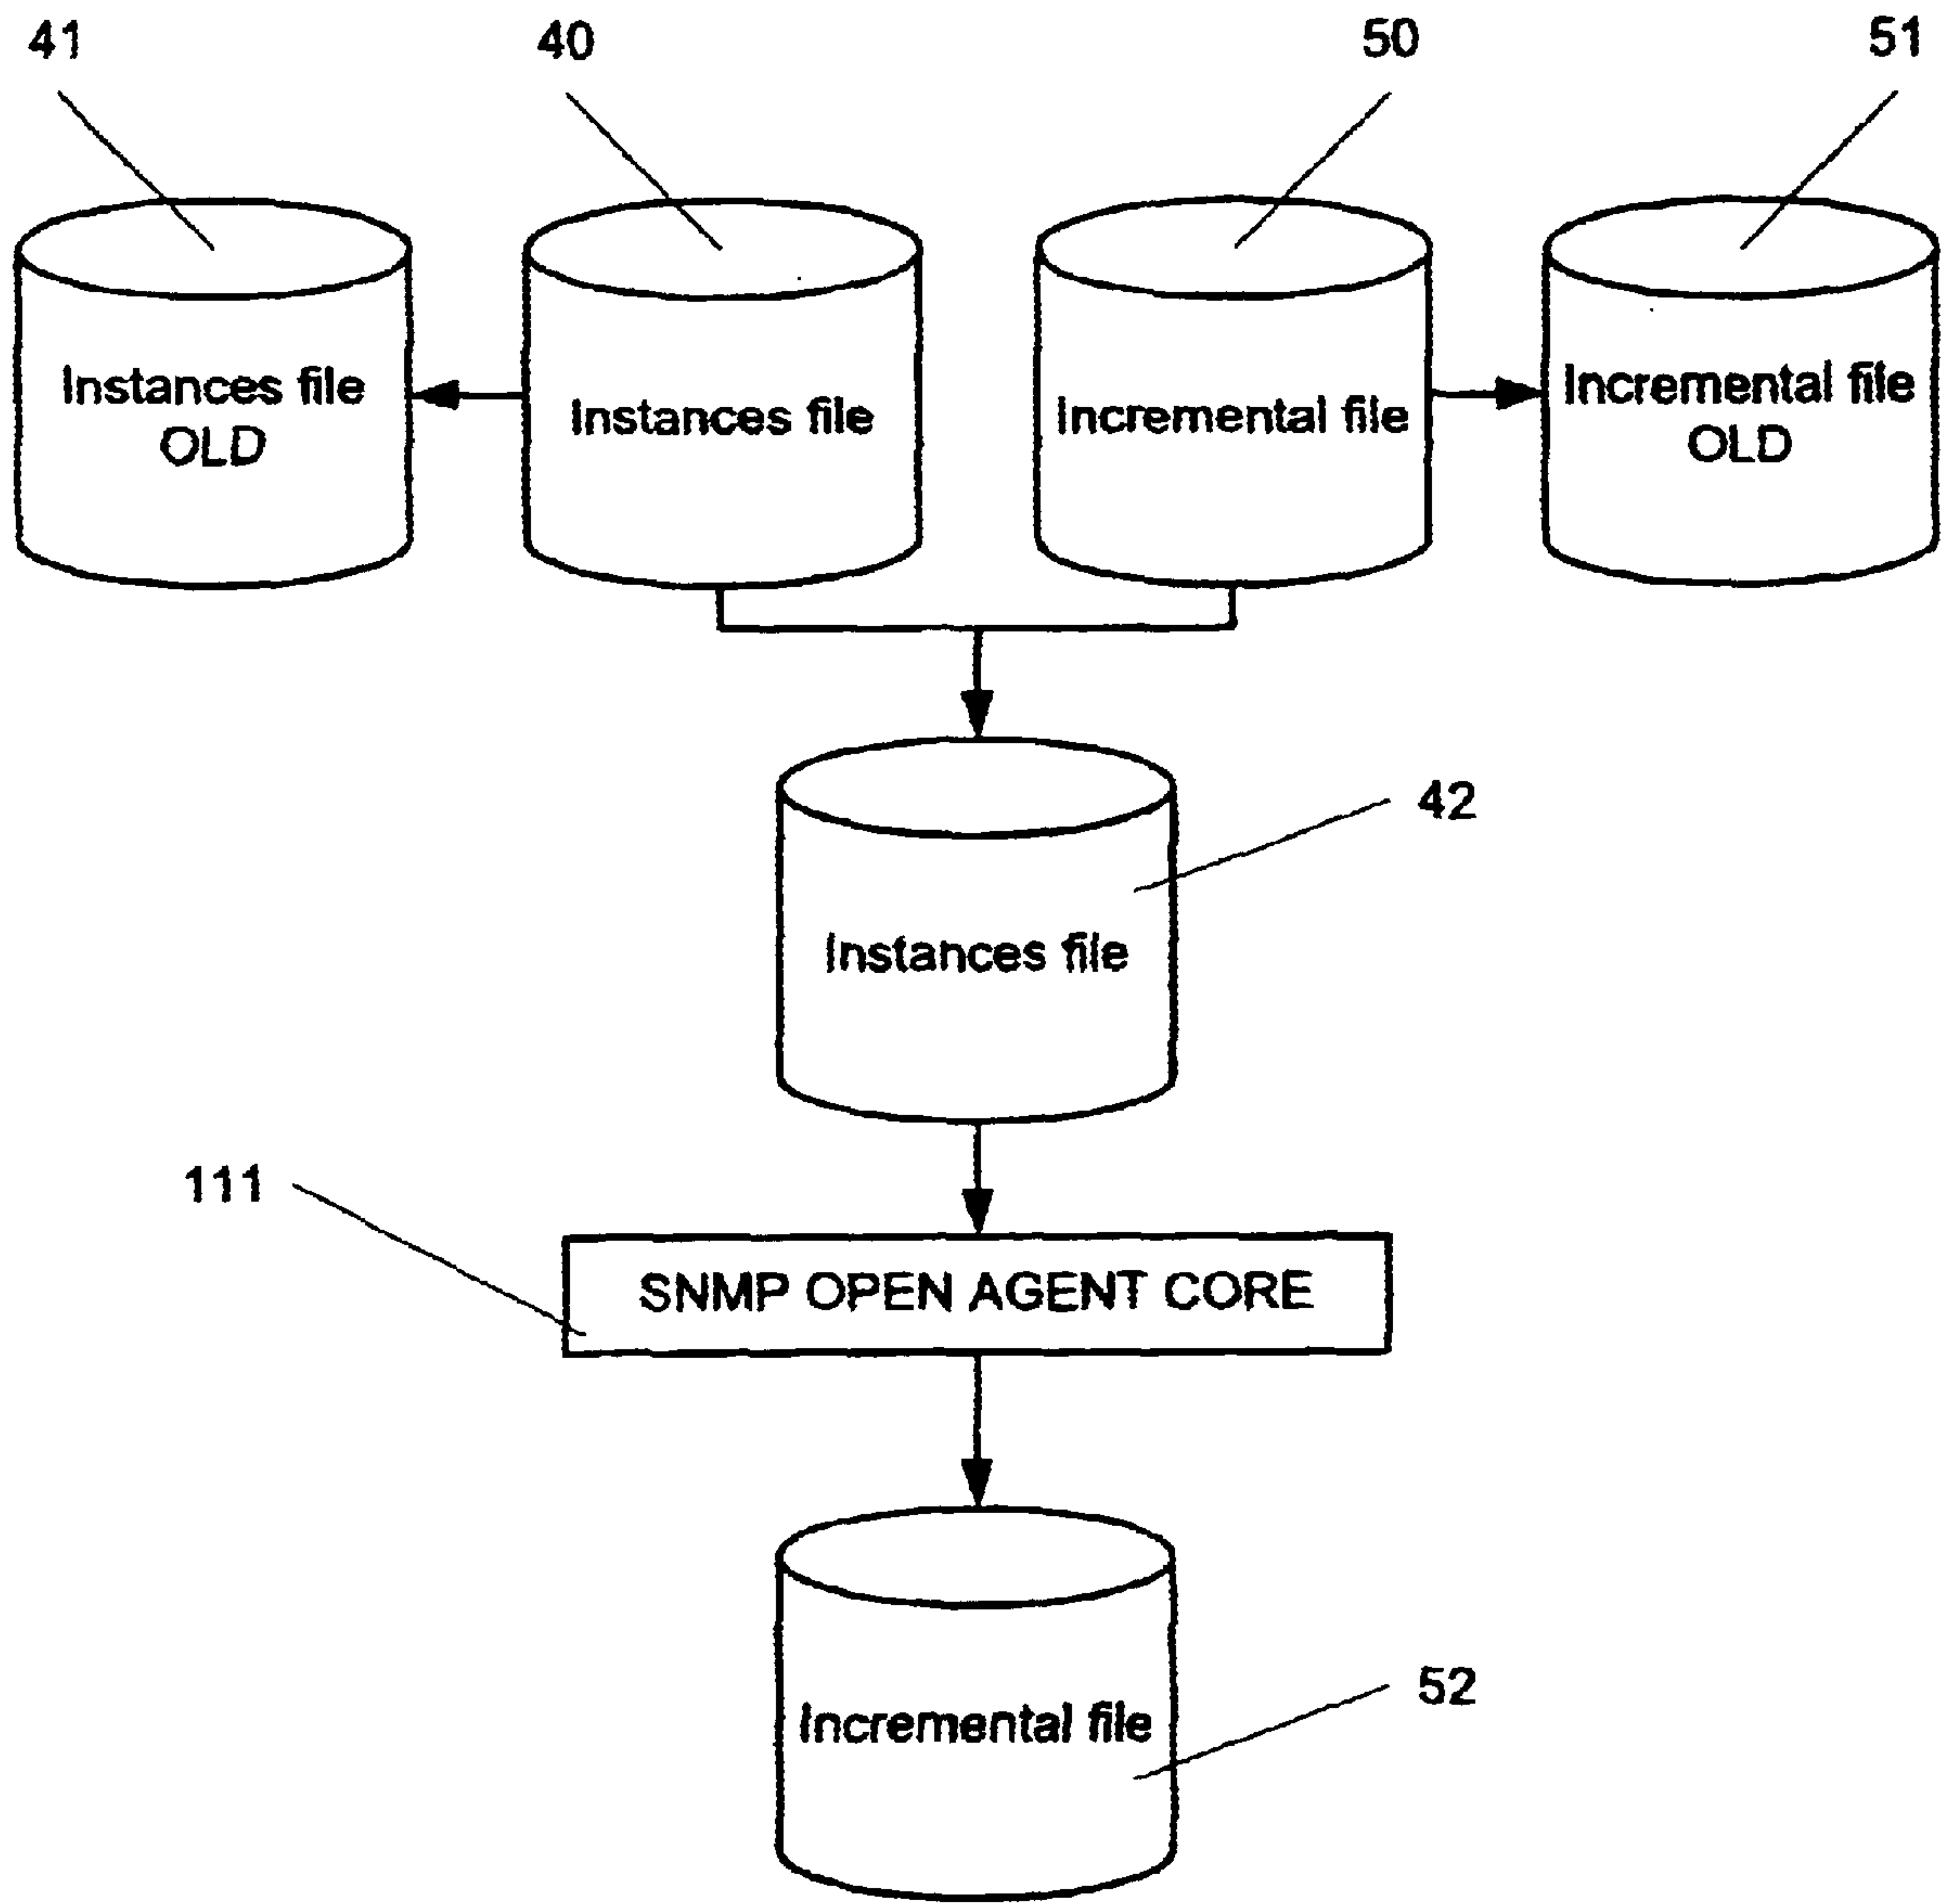 41
40
50
51
Instances file
OLD
Instances file
Incremental file
Incremental file
OLD
42
Instances file
111
SNMP OPEN AGENT CORE
52
Incremental file